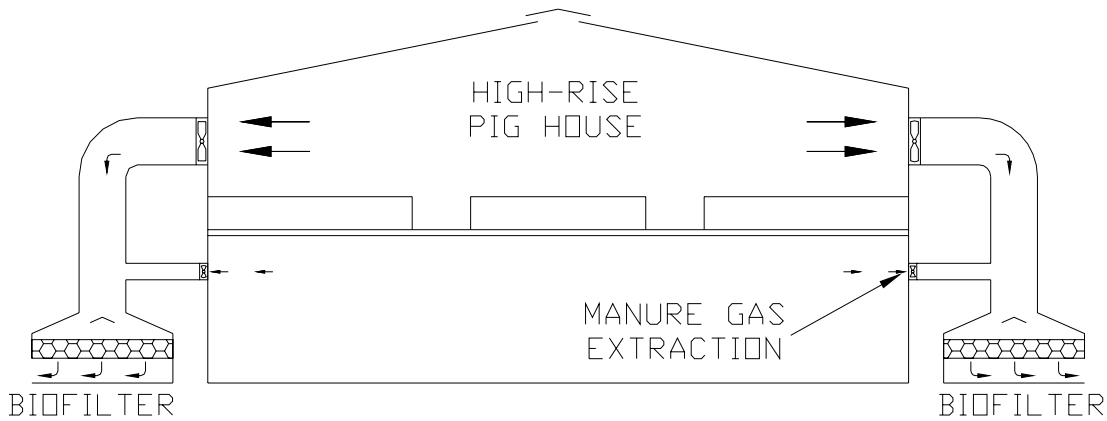 HIGH-RISE
PIG HOUSE
MANURE GAS
EXTRACTION
BIOFILTER
BIOFILTER